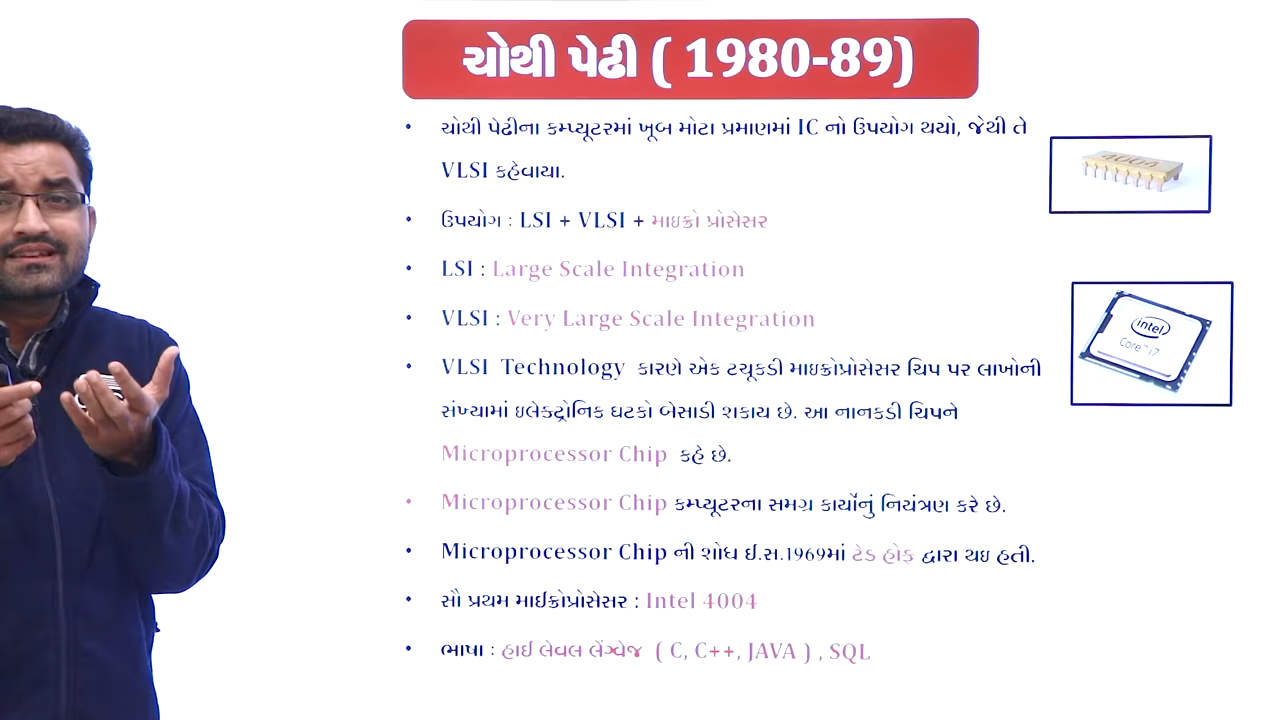 ચોથી પેઢી ( 1980-89)
• ચોથી પેઢીના કમ્પ્યૂટરમાં ખૂબ મોટા પ્રમાણમાં IC નો ઉપયોગ થયો, જેથી તે
VLSI કહેવાયા.
4004
• ઉપયોગ : LSI + VLSI + માઇક્રો પ્રોસેસર
• LSI : Large Scale Integration
• VLSI : Very Large Scale Integration
intel
Core i7
• VLSI Technology કારણે એક ટચૂકડી માઇક્રોપ્રોસેસર ચિપ પર લાખોની
સંખ્યામાં ઇલેક્ટ્રોનિક ઘટકો બેસાડી શકાય છે. આ નાનકડી ચિપને
Microprocessor Chip કહે છે.
• Microprocessor Chip કમ્પ્યૂટરના સમગ્ર કાર્યોનું નિયંત્રણ કરે છે.
• Microprocessor Chip ની શોધ ઈ.સ.1969માં ટેડ હોફ દ્વારા થઇ હતી.
• સૌ પ્રથમ માઈક્રોપ્રોસેસર : Intel 4004
• ભાષા : હાઈ લેવલ લેંગ્વેજ ( C, C++, JAVA ) , SQL